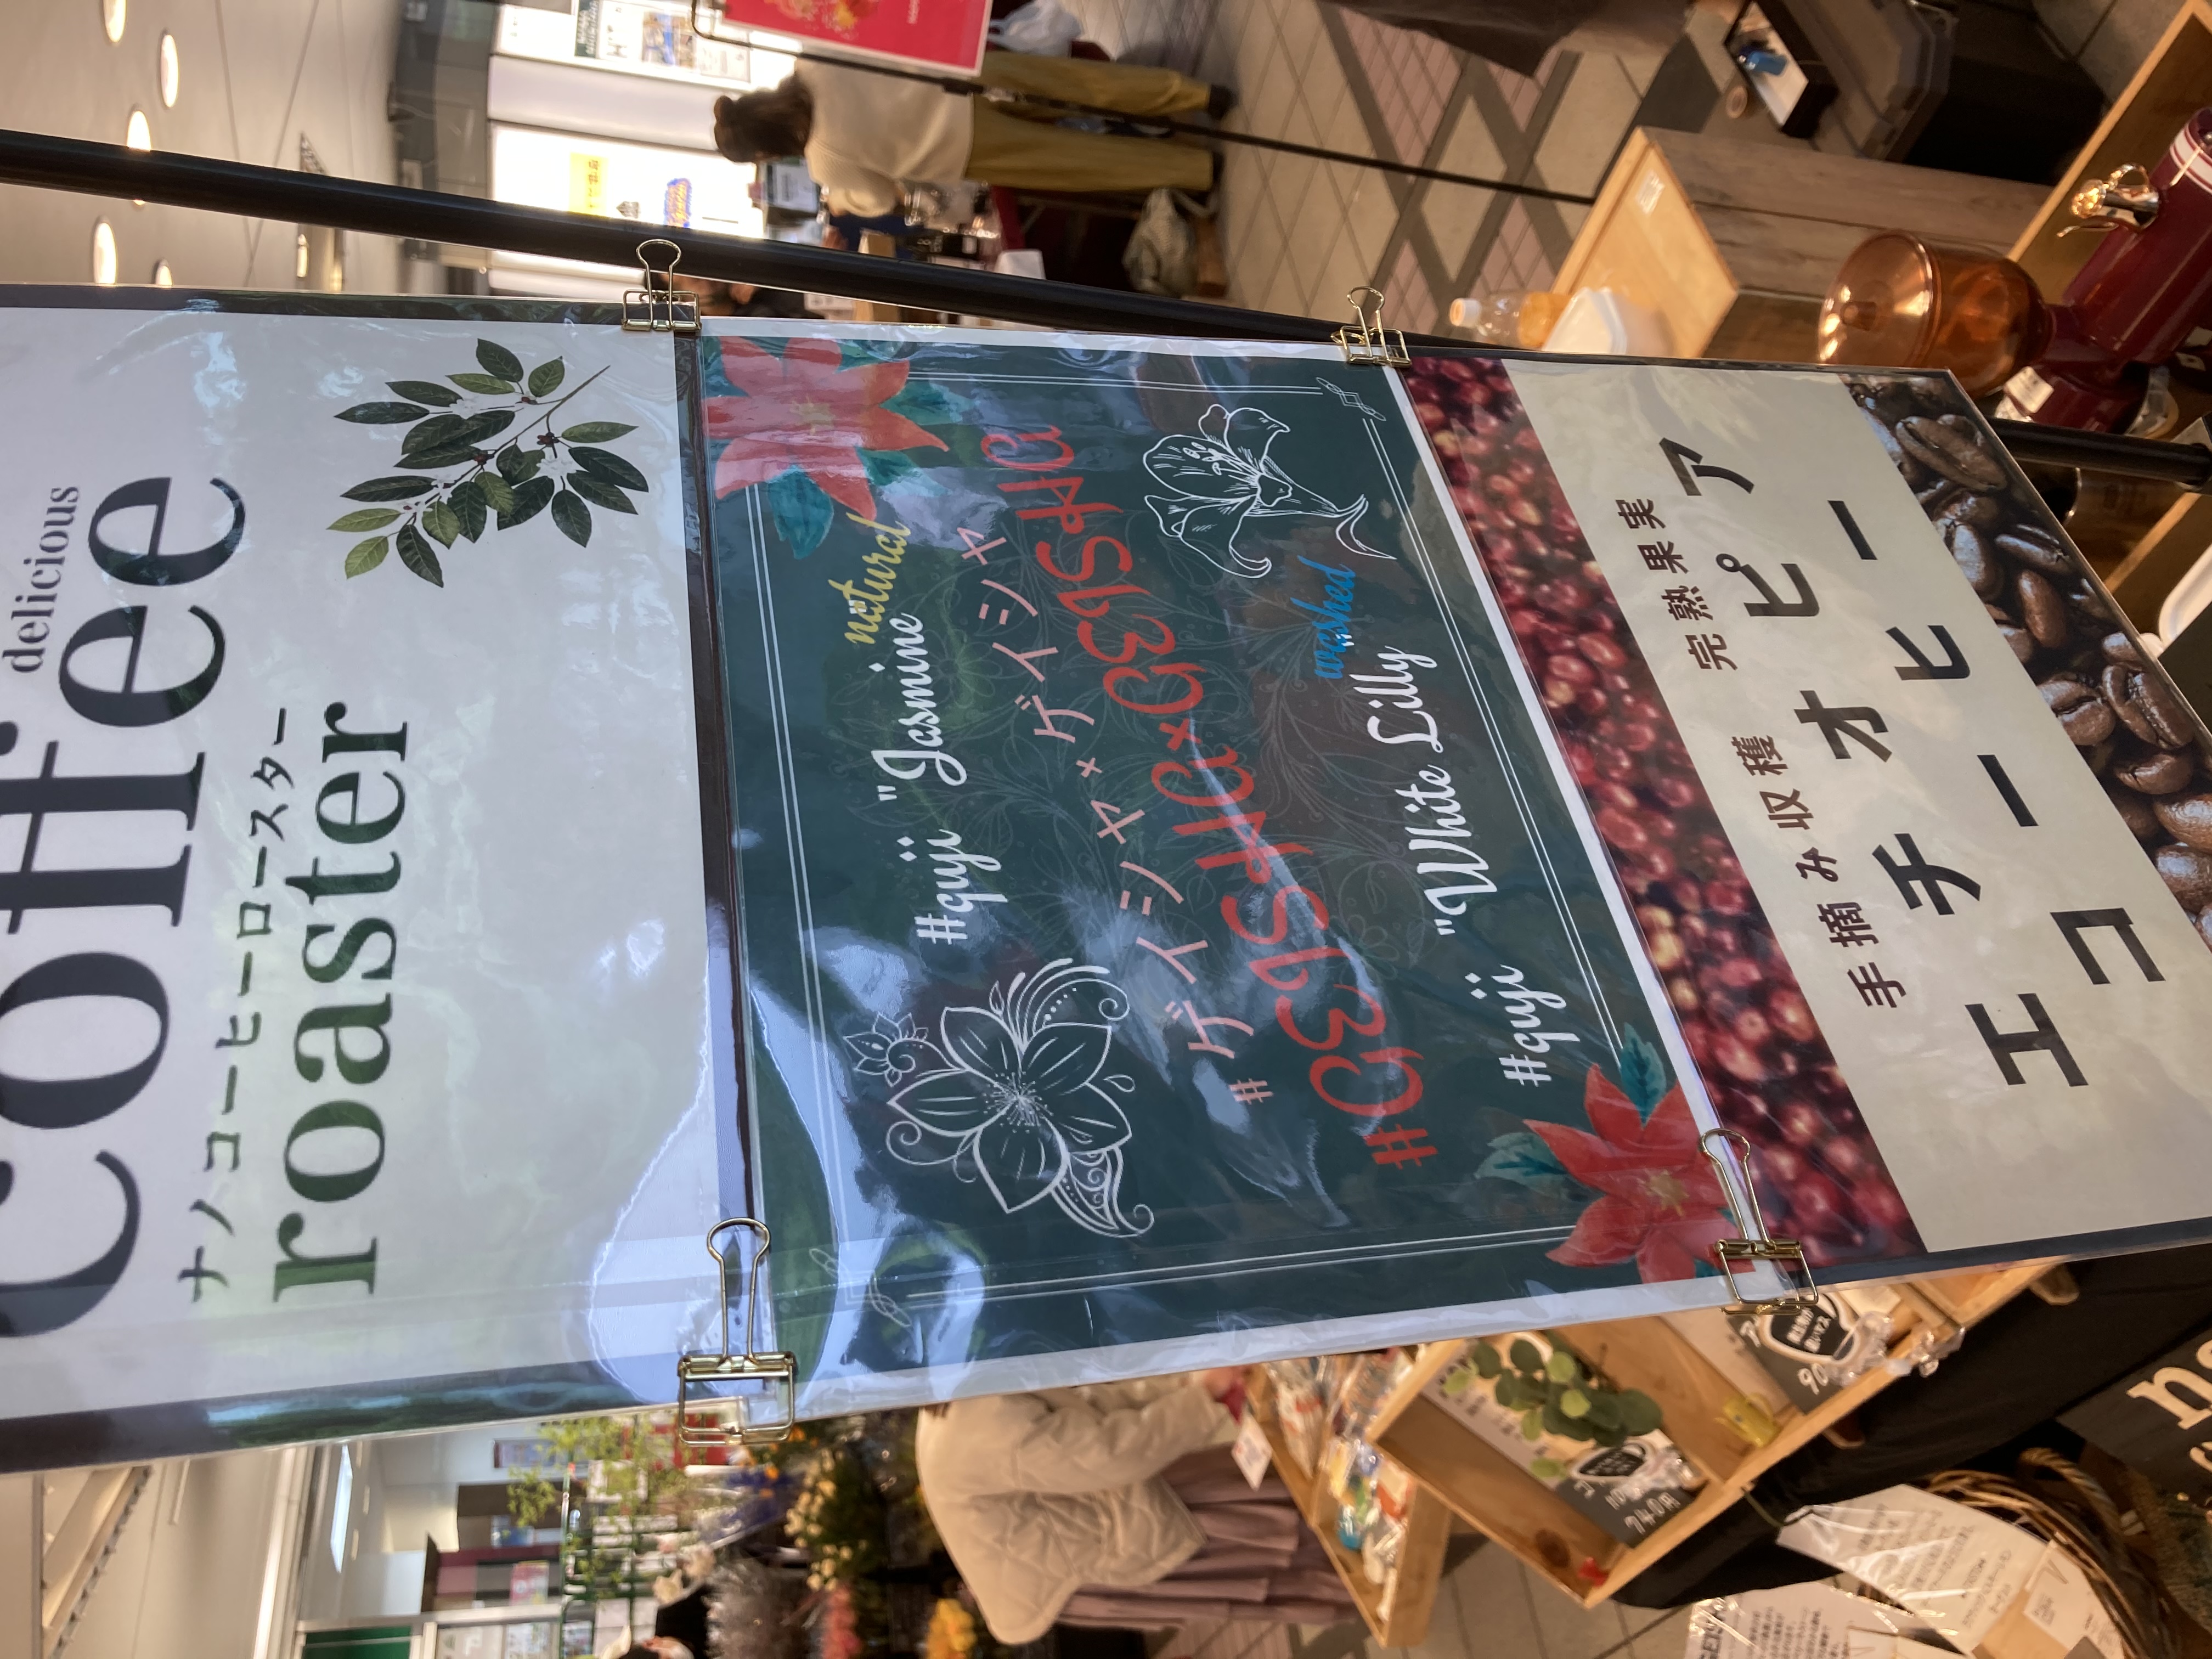 delicious
coffee
ナノコーヒーロースター
roaster
natural
#guji "Jasmine"
#ゲイシャ×ゲイシャ
#GEISHA×GEISHA
washed
#guji "White Lilly
手摘み収穫 完熟果実
エチオピア
コーヒー